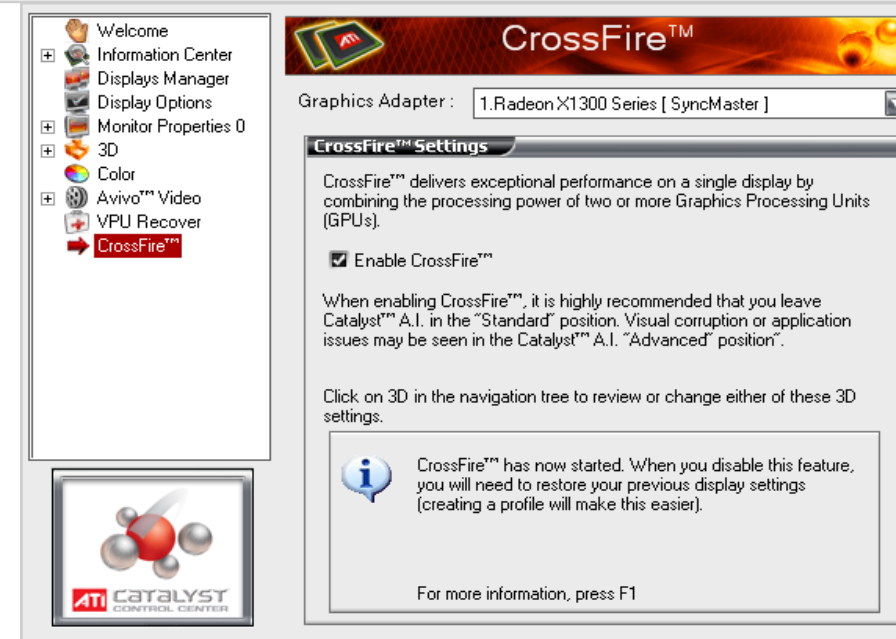 Welcome
Information Center
Displays Manager
Display Options
Monitor Properties 0
3D
Color
Avivo™ Video
VPU Recover
CrossFire™
ATI CATALYST
CONTROL CENTER
ATI
CrossFire™
Graphics Adapter :
1.Radeon X1300 Series [ SyncMaster ]
CrossFire™ Settings
CrossFire™ delivers exceptional performance on a single display by
combining the processing power of two or more Graphics Processing Units
(GPUs).
Enable CrossFire™
When enabling CrossFire™, it is highly recommended that you leave
Catalyst™ A.I. in the "Standard" position. Visual corruption or application
issues may be seen in the Catalyst™ A.I. "Advanced" position".
Click on 3D in the navigation tree to review or change either of these 3D
settings.
CrossFire™ has now started. When you disable this feature,
you will need to restore your previous display settings
(creating a profile will make this easier).
For more information, press F1